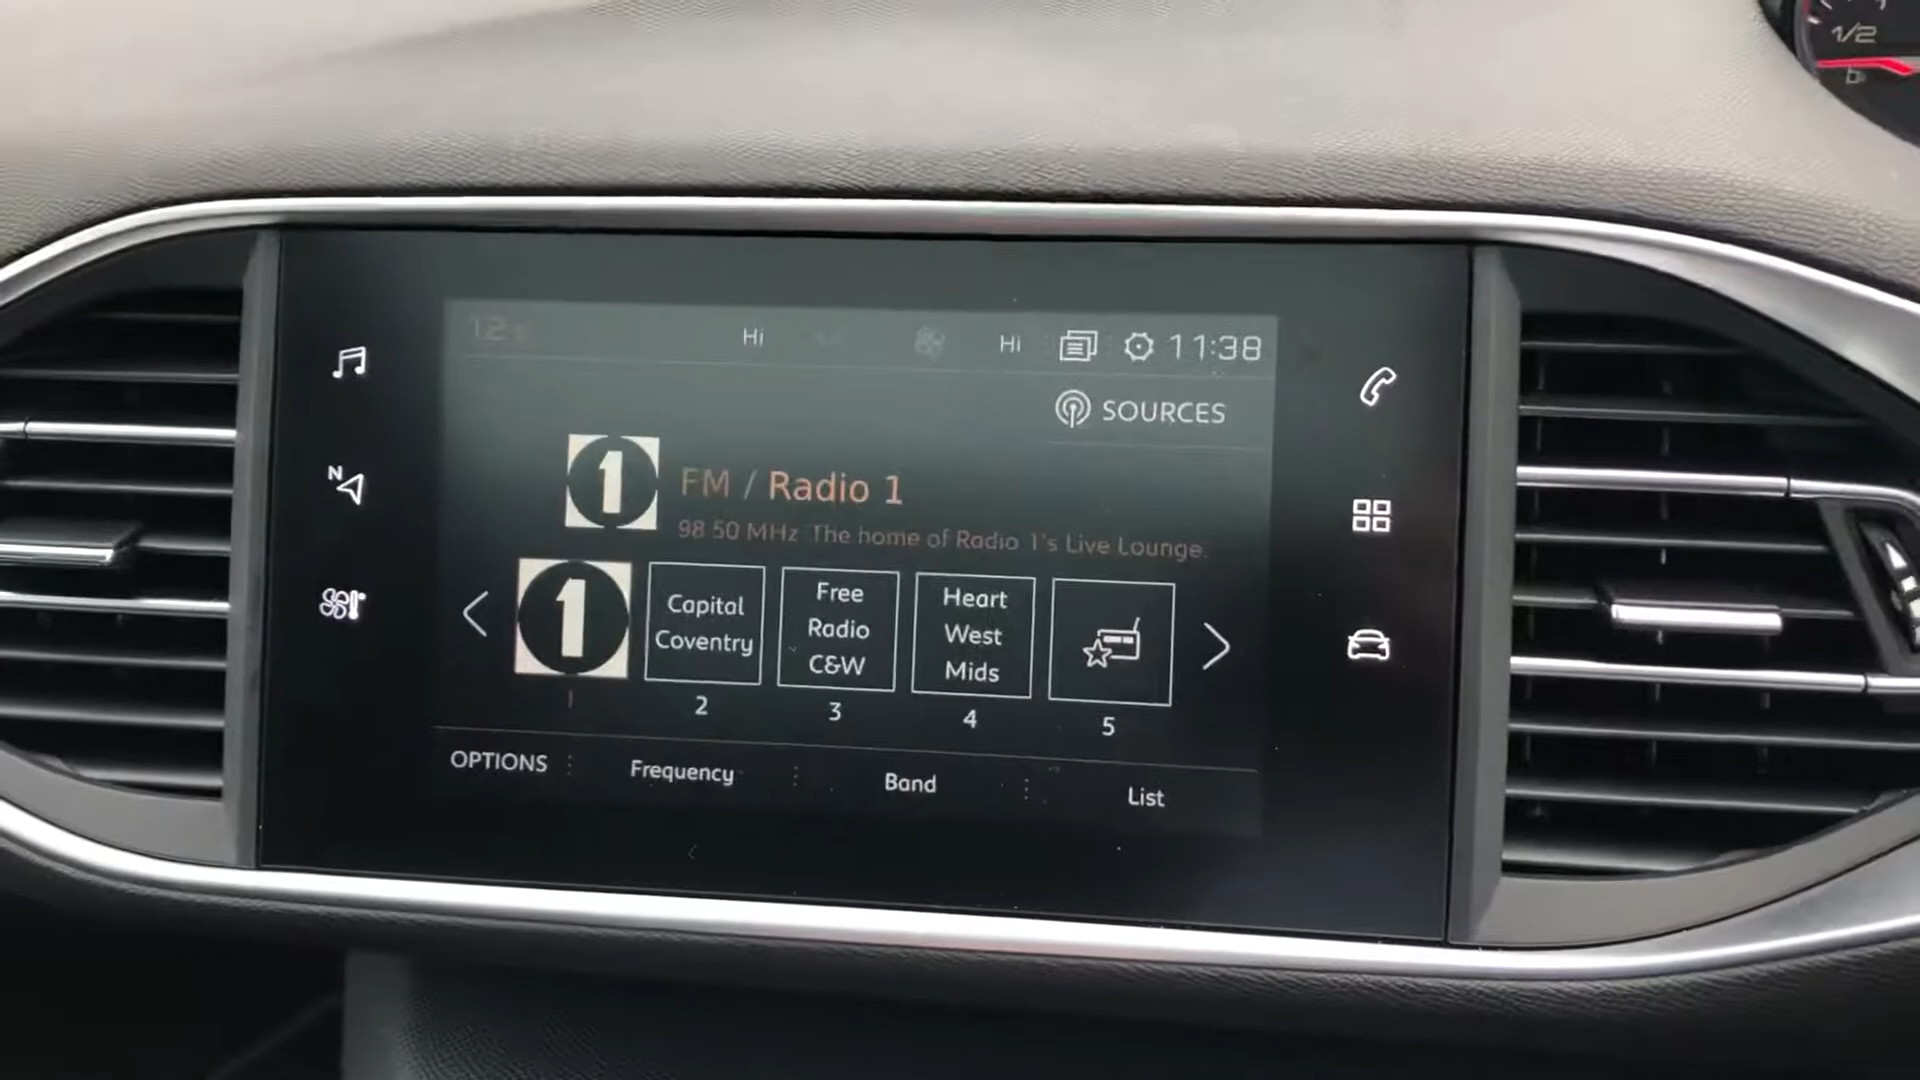 1/2
12
Hi
Hi
11:38
SOURCES
1
FM / Radio 1
98.50 MHz The home of Radio 1's Live Lounge.
N
1
Capital
Coventry
Free
Radio
C&W
Heart
West
Mids
1
2
3
4
5
OPTIONS
Frequency
Band
List